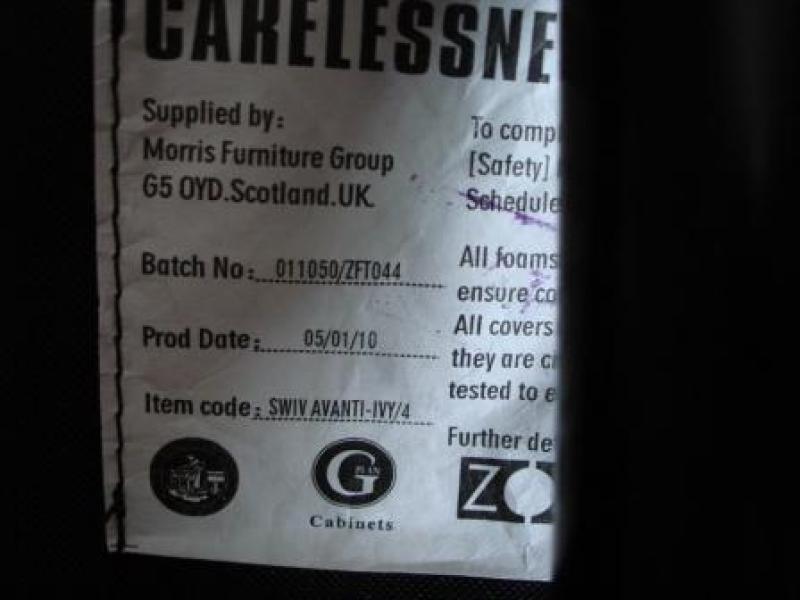 CARELESSNE
Supplied by:
Morris Furniture Group
G5 OYD.Scotland.UK.
Batch No: 011050/ZFT044
Prod Date: 05/01/10
Item code: SWIV AVANTI-IVY/4
G PLAN
Cabinets
To comp
[Safety]
Schedule
All foams
ensure co
All covers
they are c
tested to e
Further de
Z